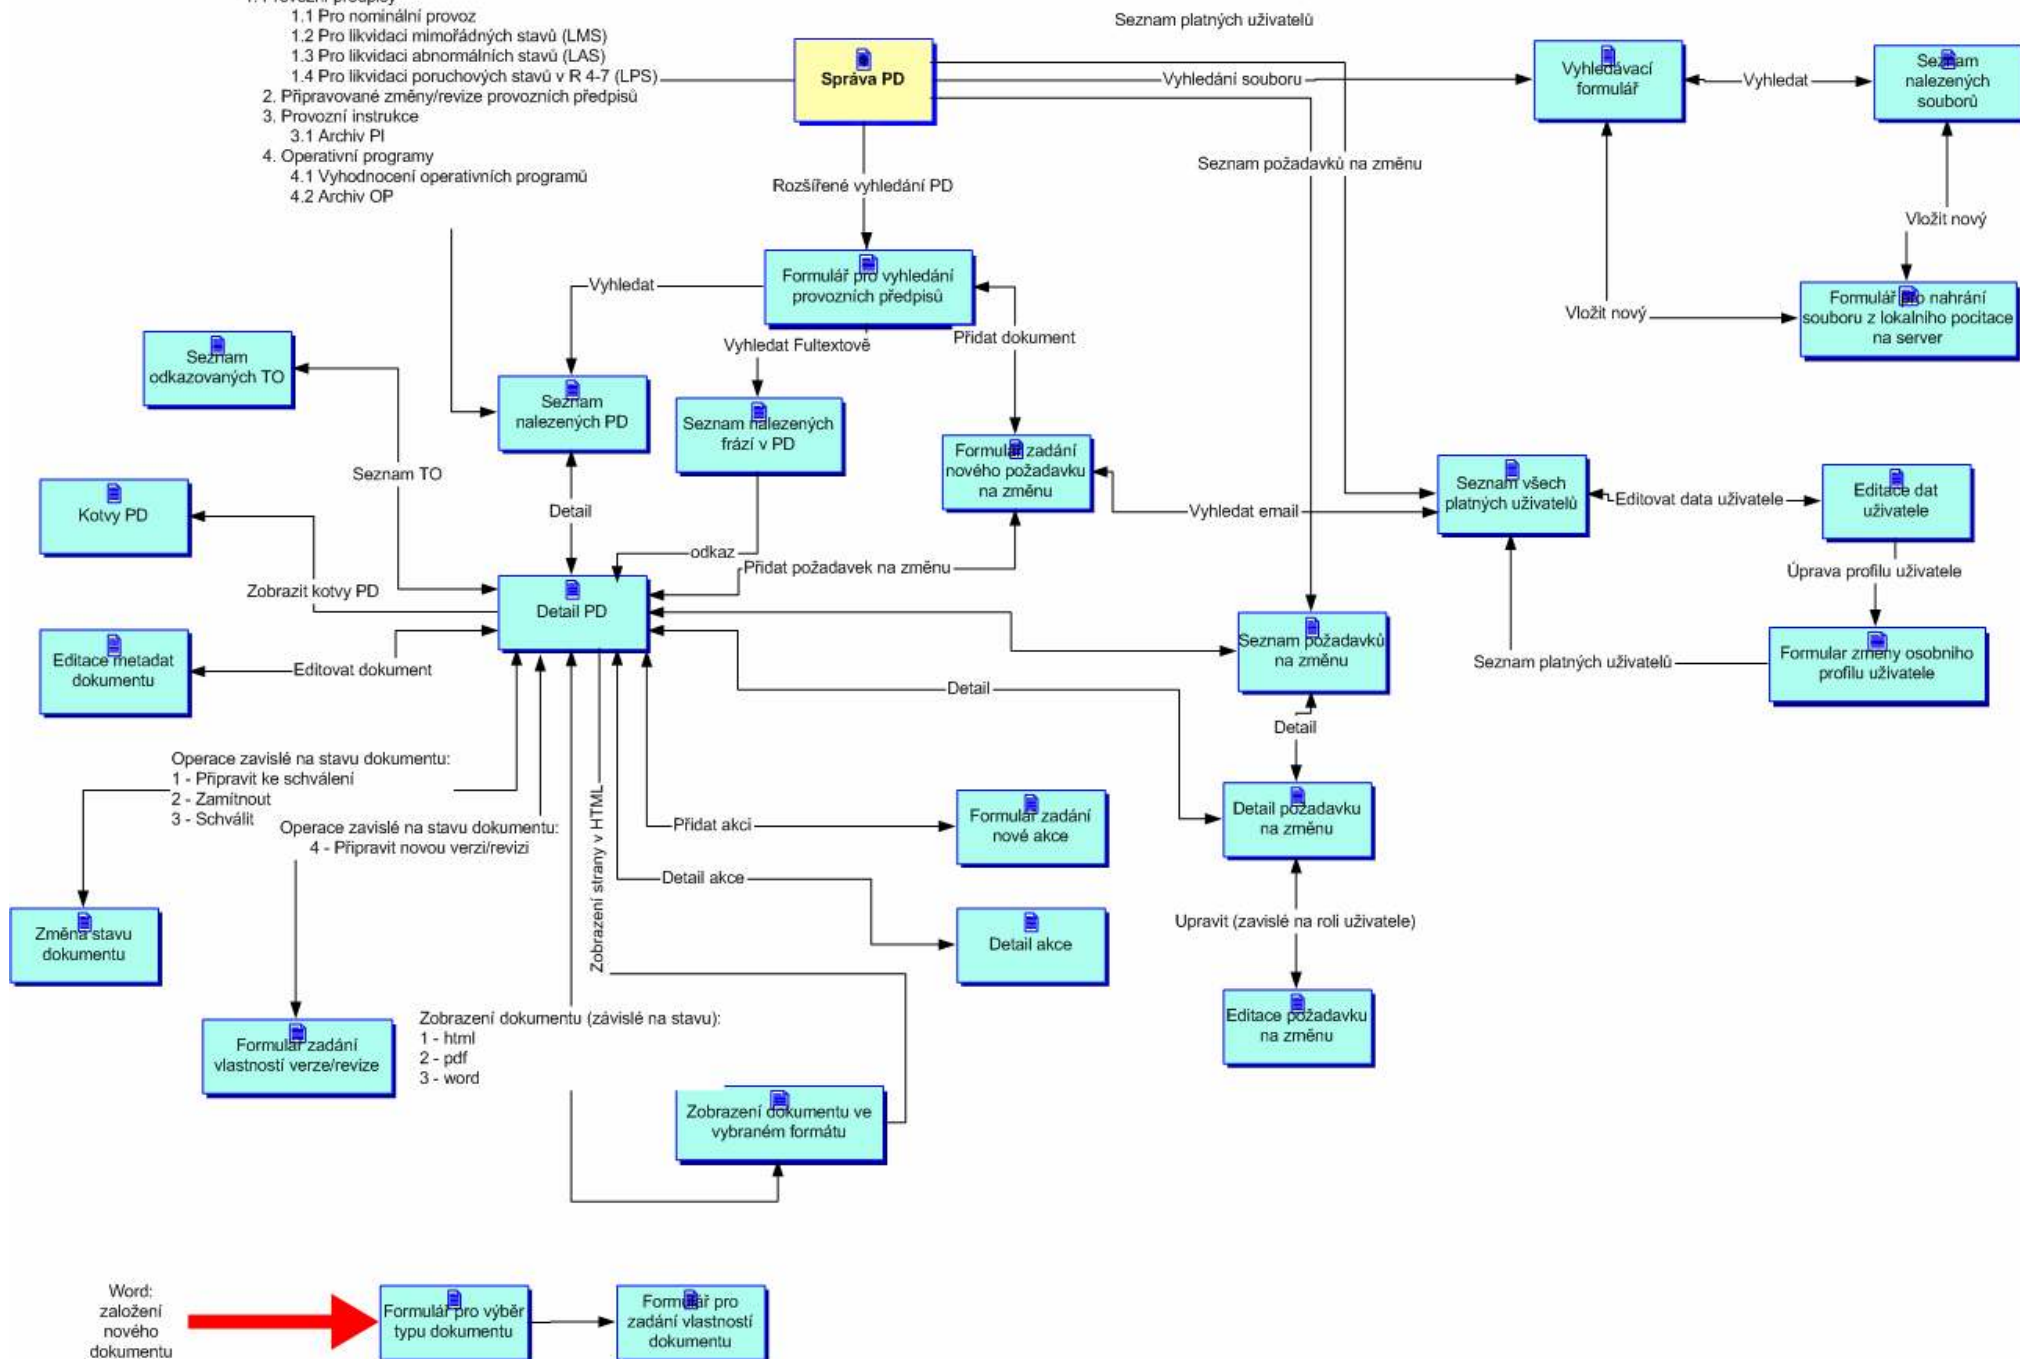 1. Provozní předpisy
1.1 Pro nominální provoz
1.2 Pro likvidaci mimořádných stavů (LMS)
1.3 Pro likvidaci abnormálních stavů (LAS)
1.4 Pro likvidaci poruchových stavů v R 4-7 (LPS)
2. Připravované změny/revize provozních předpisů
3. Provozní instrukce
3.1 Archiv PI
4. Operativní programy
4.1 Vyhodnocení operativních programů
4.2 Archiv OP
Správa PD
Seznam platných uživatelů
Vyhledání souboru
Vyhledávací
formulář
Vyhledat
Seznam
nalezených
souborů
Seznam požadavků na změnu
Rozšířené vyhledání PD
Vložit nový
Formulář pro vyhledání
provozních předpisů
Vyhledat
Vložit nový
Formulář pro nahrání
souboru z lokalního pocitace
na server
Přidat dokument
Vyhledat Fultextově
Seznam
odkazovaných TO
Seznam
nalezených PD
Seznam nalezených
frází v PD
Formulář zadání
nového požadavku
na změnu
Seznam TO
Kotvy PD
Detail
Vyhledat email
Seznam všech
platných uživatelů
Editovat data uživatele
Editace dat
uživatele
odkaz
Přidat požadavek na změnu
Úprava profilu uživatele
Zobrazit kotvy PD
Detail PD
Seznam požadavků
na změnu
Seznam platných uživatelů
Formular změny osobního
profilu uživatele
Editace metadat
dokumentu
Editovat dokument
Detail
Detail
Operace zavislé na stavu dokumentu:
1 - Připravit ke schválení
2 - Zamítnout
3 - Schválit
Operace zavislé na stavu dokumentu:
4 - Připravit novou verzi/revizi
Zobrazení strany v HTML
Přidat akci
Formulář zadání
nové akce
Detail požadavku
na změnu
Detail akce
Detail akce
Upravit (zavislé na roli uživatele)
Změna stavu
dokumentu
Editace požadavku
na změnu
Formulář zadání
vlastností verze/revize
Zobrazení dokumentu (závislé na stavu):
1 - html
2 - pdf
3 - word
Zobrazení dokumentu ve
vybraném formátu
Word:
založení
nového
dokumentu
Formulář pro výběr
typu dokumentu
Formulář pro
zadání vlastností
dokumentu